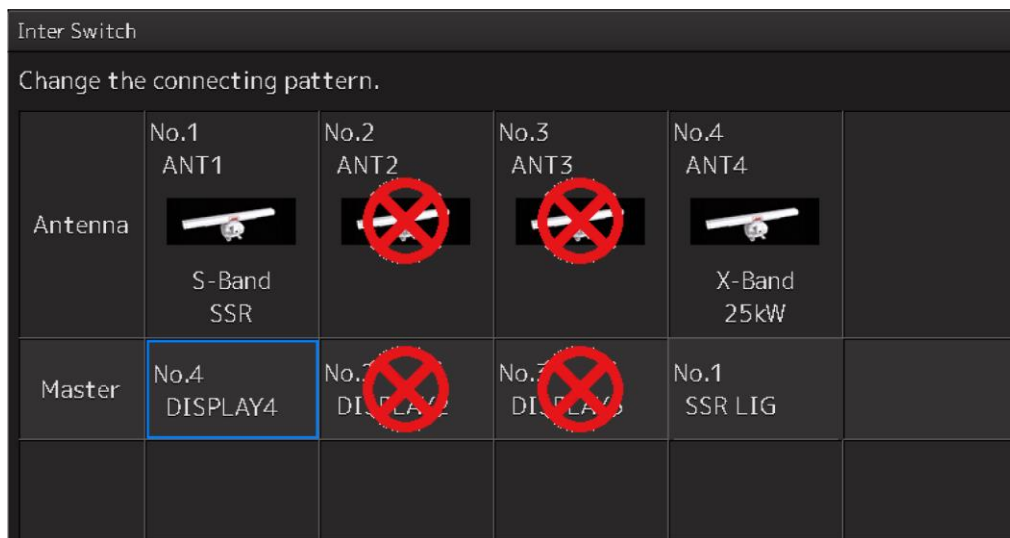 Inter Switch
Change the connecting pattern.
No.1
ANT1
No.2
ANT2
No.3
ANT3
No.4
ANT4
Antenna
S-Band
SSR
X-Band
25kW
Master
No.4
DISPLAY4
No.1
SSR LIG